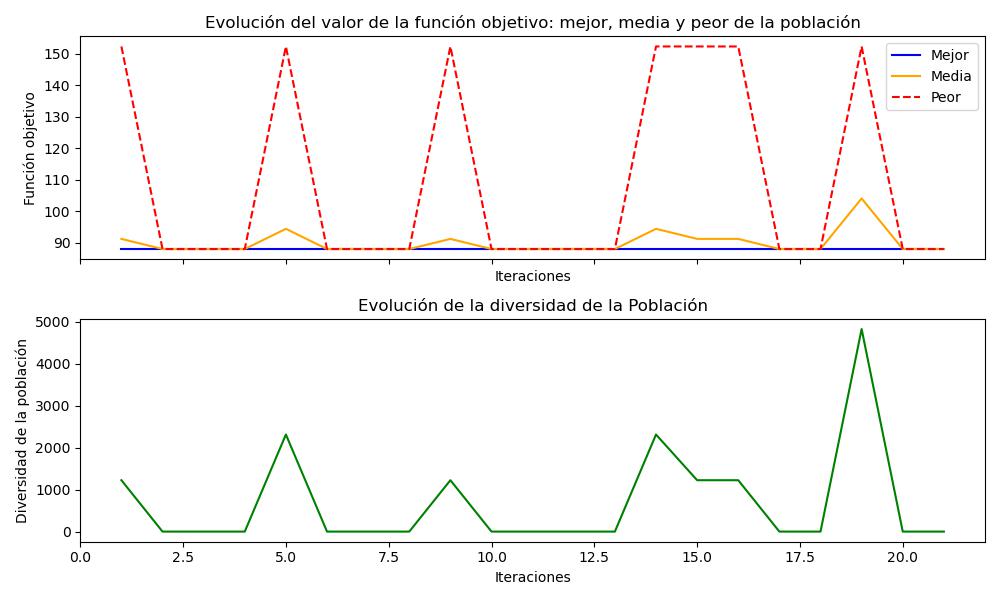 Evolución del valor de la función objetivo: mejor, media y peor de la población
Función objetivo
150
140
130
120
110
100
90
Mejor
Media
Peor
Iteraciones
Evolución de la diversidad de la Población
Diversidad de la población
5000
4000
3000
2000
1000
0
0.0
2.5
5.0
7.5
10.0
12.5
15.0
17.5
20.0
Iteraciones